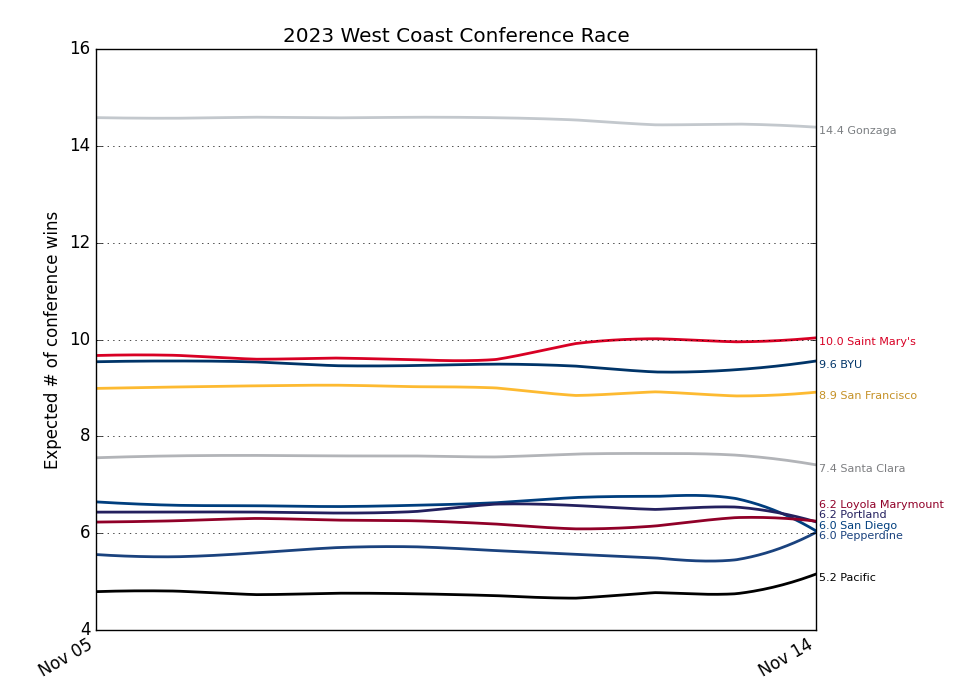 2023 West Coast Conference Race
Expected # of conference wins
16
14
12
10
8
6
4
14.4 Gonzaga
10.0 Saint Mary's
9.6 BYU
8.9 San Francisco
7.4 Santa Clara
6.2 Loyola Marymount
6.2 Portland
6.0 San Diego
6.0 Pepperdine
5.2 Pacific
Nov 05
Nov 14